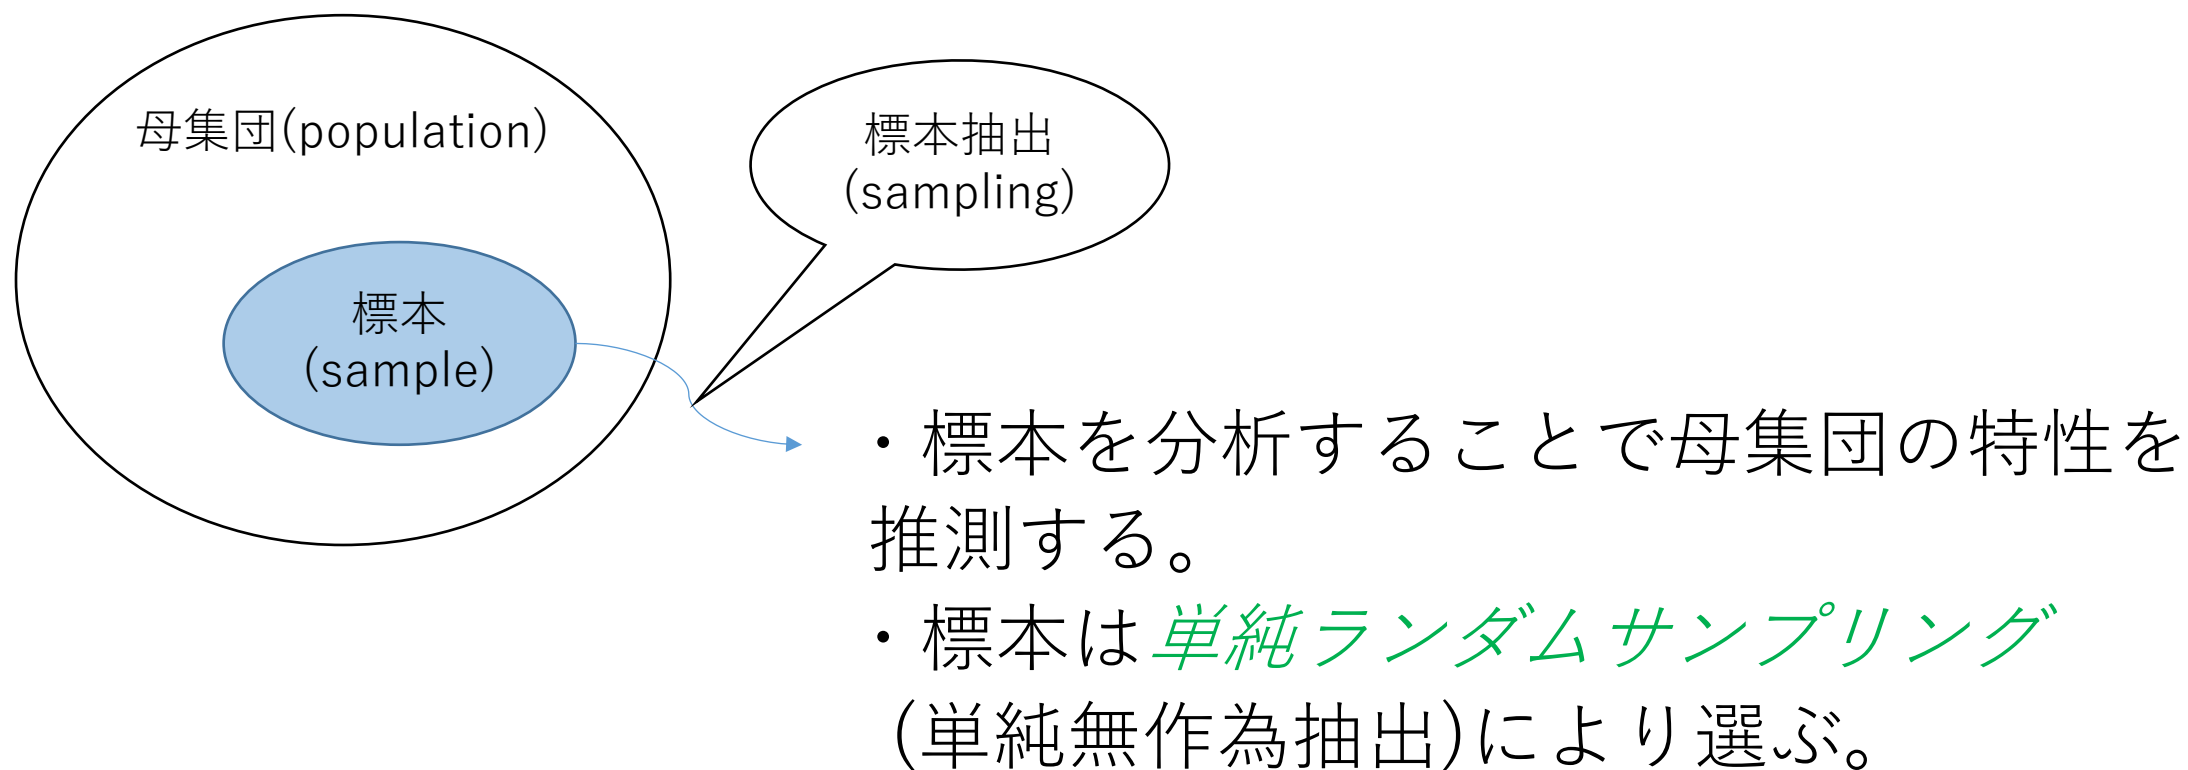 母集団(population)
標本抽出
(sampling)
標本
(sample)
・標本を分析することで母集団の特性を
推測する。
・標本は単純ランダムサンプリング
(単純無作為抽出)により選ぶ。